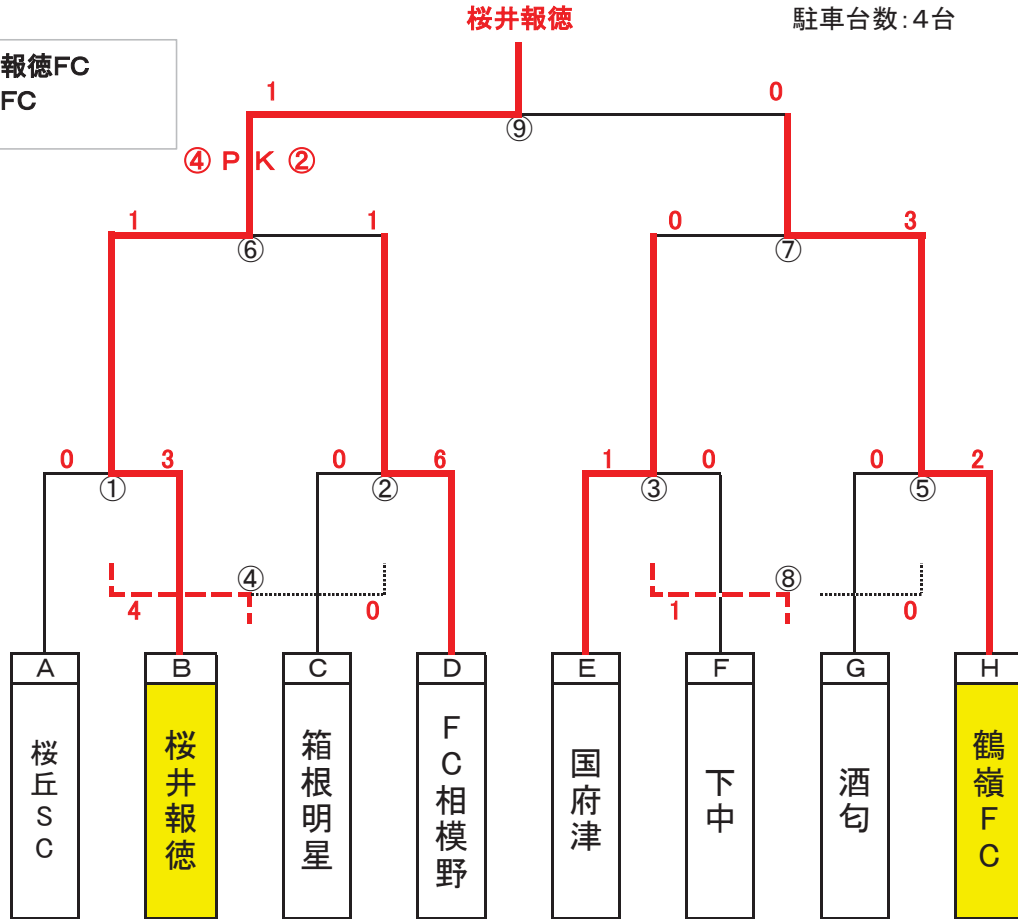 桜井報徳
駐車台数：4台
報徳FC
FC
1 0
⑨
④ P K ②
1 1 0 3
⑥ ⑦
0 3 0 6 1 0 0 2
① ② ③ ⑤
④ ⑧
4 0 1 0
A B C D E F G H
桜丘SC
桜井報徳
箱根明星
FC相模野
国府津
下中
酒匂
鶴嶺FC